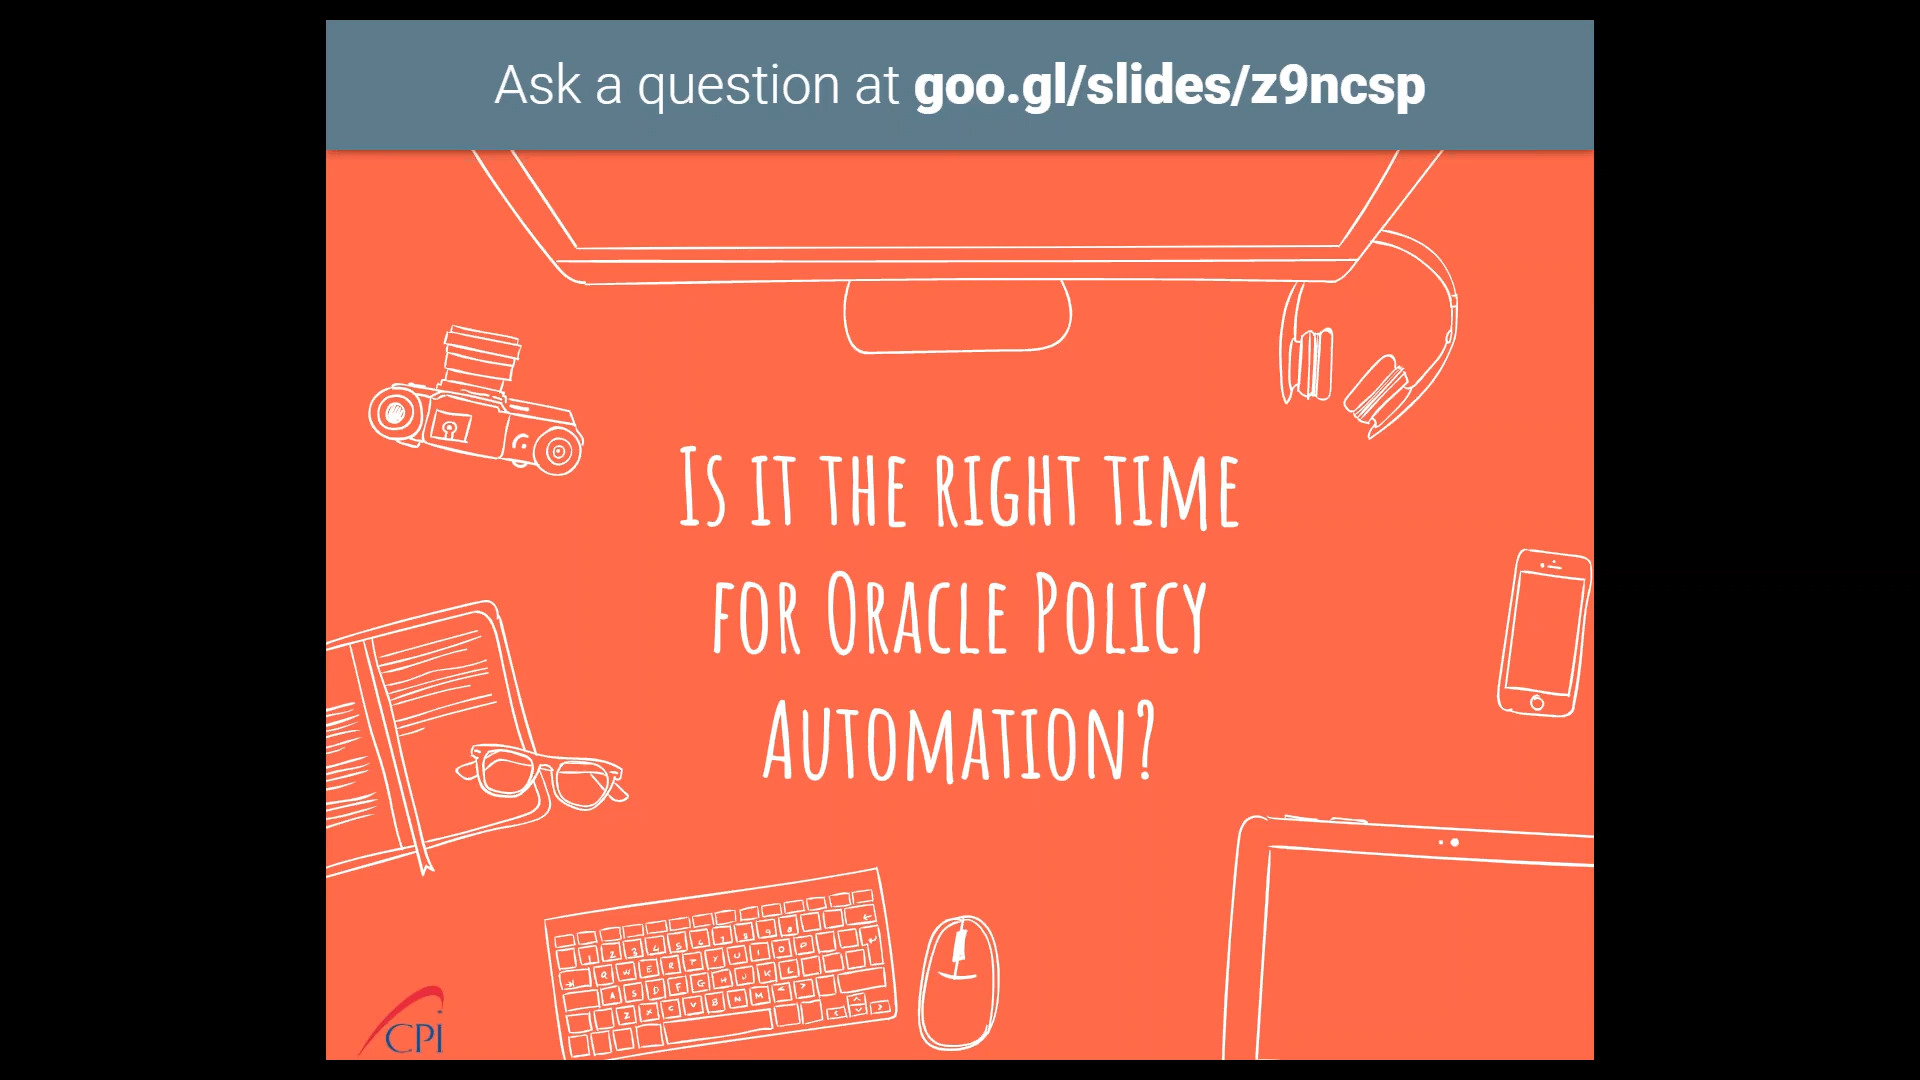 Ask a question at goo.gl/slides/z9ncsp
Is it the right time
for Oracle Policy
Automation?
CPI